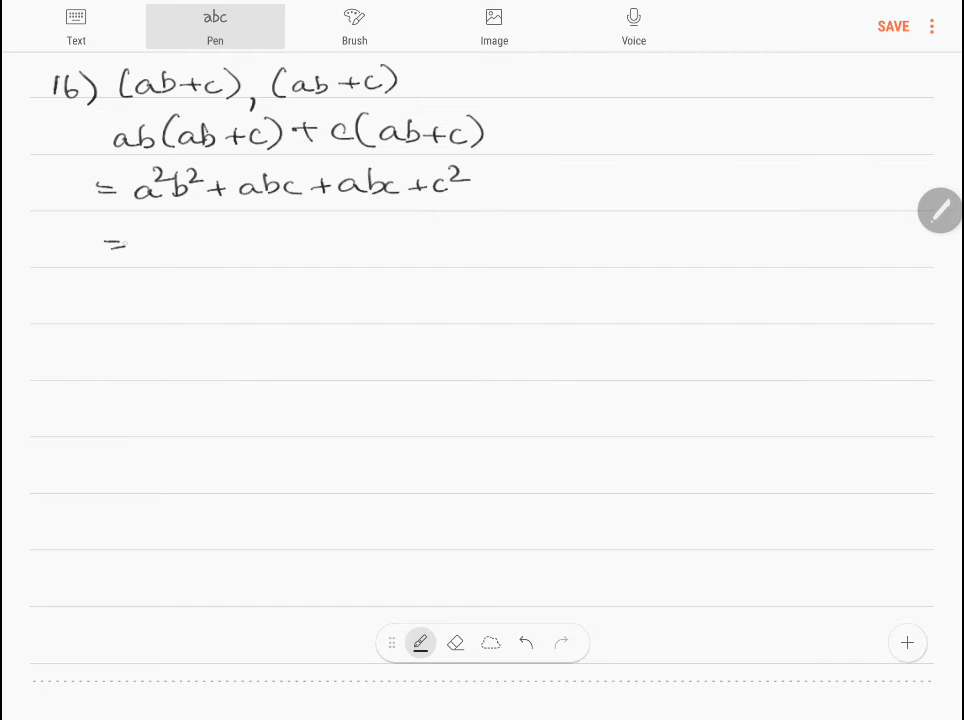 Text abc Pen Brush Image Voice SAVE
16) (ab+c), (ab+c)
ab(ab+c)+c(ab+c)
= a²b²+abc+abc+c²
=